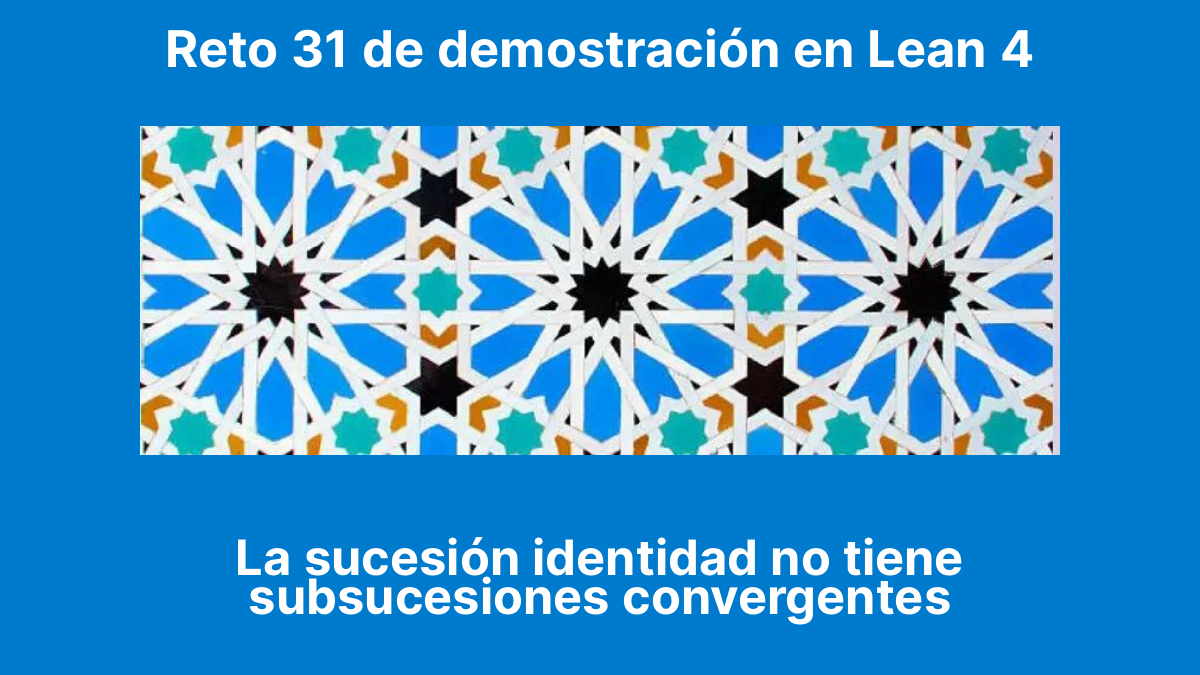 Reto 31 de demostración en Lean 4
La sucesión identidad no tiene
subsucesiones convergentes